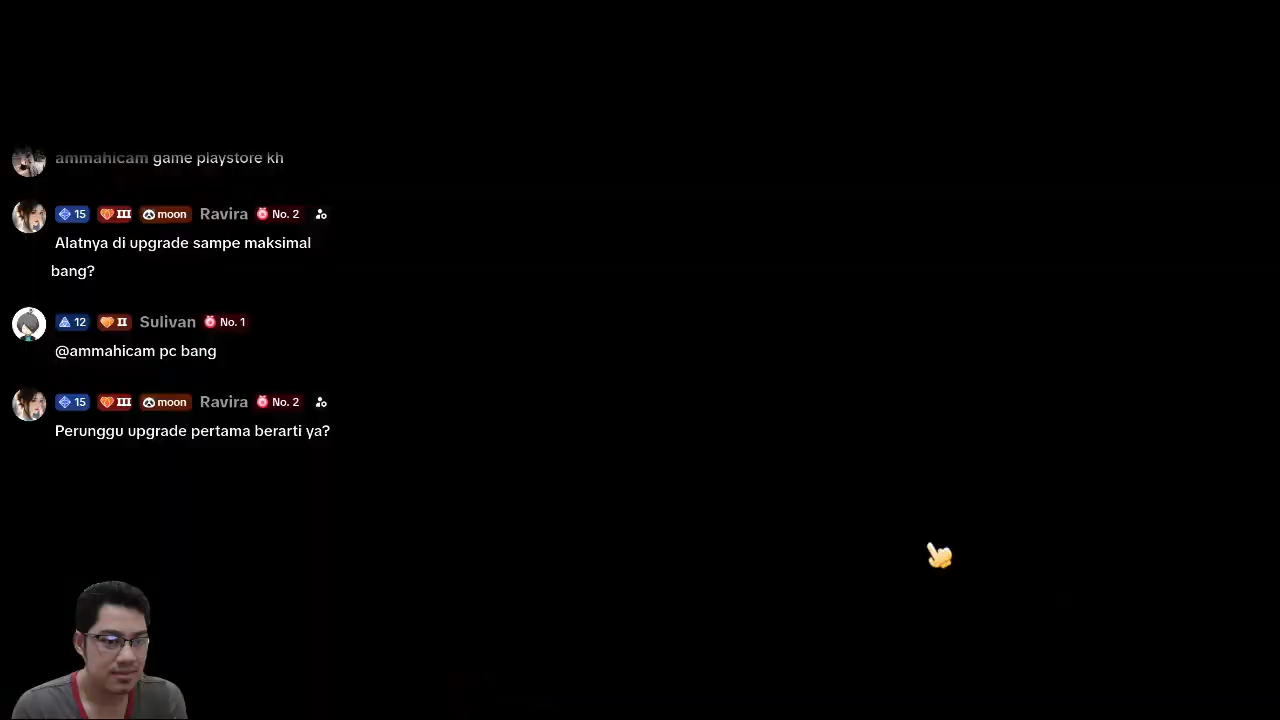 ammahicam game playstore kh
15 III moon Ravira No. 2
Alatnya di upgrade sampe maksimal
bang?
12 II Sulivan No. 1
@ammahicam pc bang
15 III moon Ravira No. 2
Perunggu upgrade pertama berarti ya?